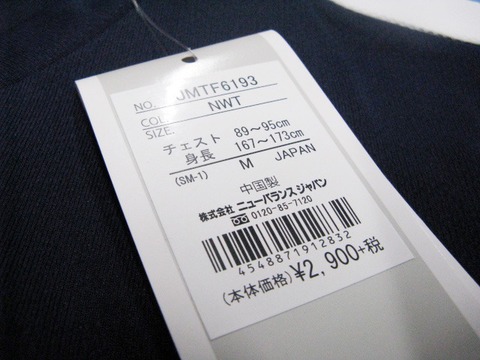 NO. JMTF6193
COL. NWT
SIZE.
チェスト 89～95cm
身長 167～173cm
(SM-1) M JAPAN
中国製
株式会社 ニューバランス ジャパン
0120-85-7120
4548871912832
(本体価格)¥2,900+税